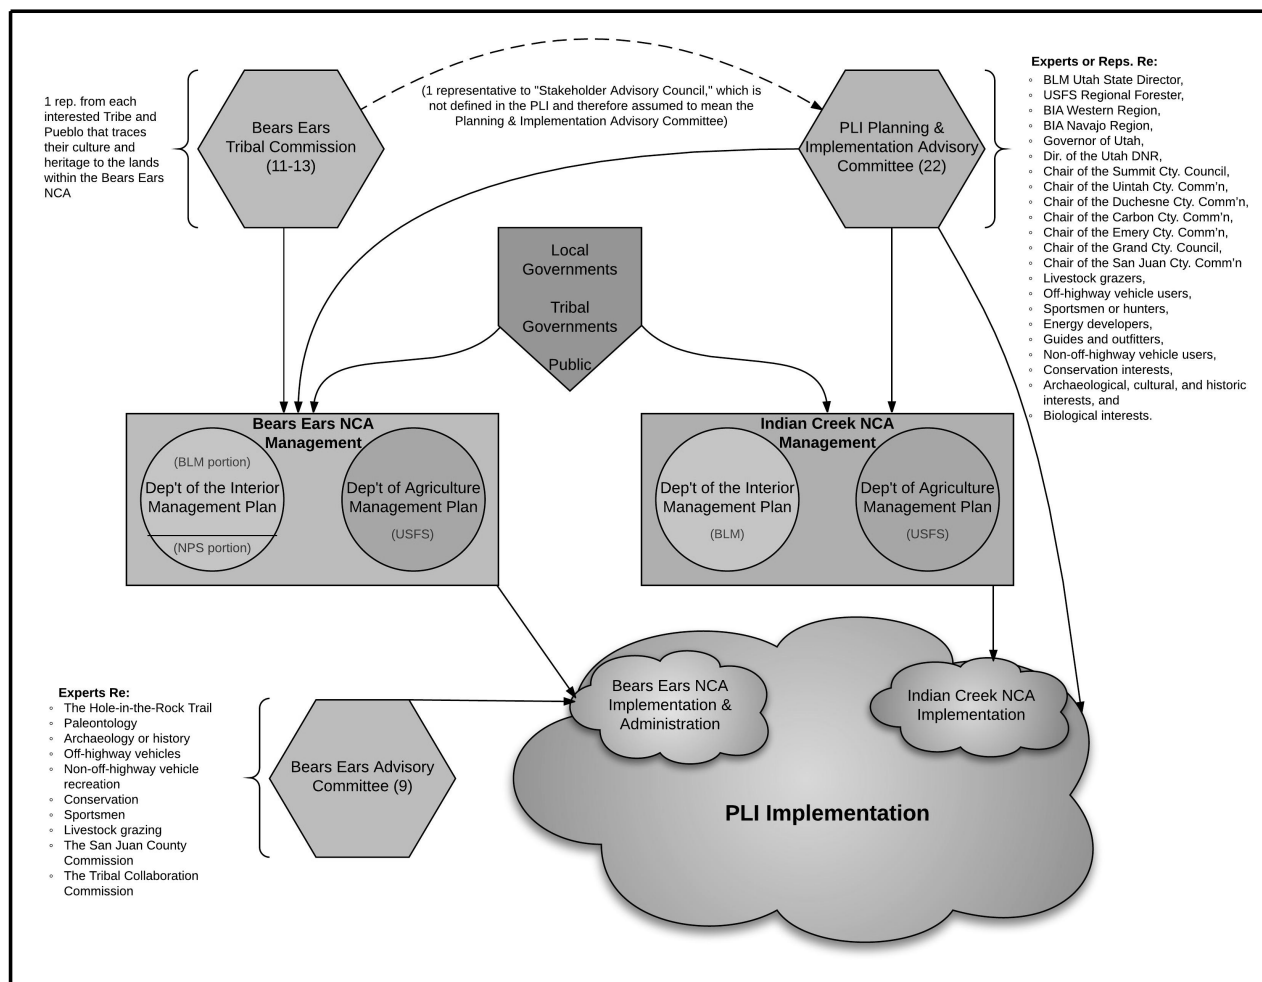 1 rep. from each
interested Tribe and
Pueblo that traces
their culture and
heritage to the lands
within the Bears Ears
NCA
Bears Ears
Tribal Commission
(11-13)
(1 representative to "Stakeholder Advisory Council," which is
not defined in the PLI and therefore assumed to mean the
Planning & Implementation Advisory Committee)
PLI Planning &
Implementation Advisory
Committee (22)
Experts or Reps. Re:
◦ BLM Utah State Director,
◦ USFS Regional Forester,
◦ BIA Western Region,
◦ BIA Navajo Region,
◦ Governor of Utah,
◦ Dir. of the Utah DNR,
◦ Chair of the Summit Cty. Council,
◦ Chair of the Uintah Cty. Comm'n,
◦ Chair of the Duchesne Cty. Comm'n,
◦ Chair of the Carbon Cty. Comm'n,
◦ Chair of the Emery Cty. Comm'n,
◦ Chair of the Grand Cty. Council,
◦ Chair of the San Juan Cty. Comm'n
◦ Livestock grazers,
◦ Off-highway vehicle users,
◦ Sportsmen or hunters,
◦ Energy developers,
◦ Guides and outfitters,
◦ Non-off-highway vehicle users,
◦ Conservation interests,
◦ Archaeological, cultural, and historic
interests, and
◦ Biological interests.
Local
Governments
Tribal
Governments
Public
Bears Ears NCA
Management
(BLM portion)
Dep't of the Interior
Management Plan
(NPS portion)
Dep't of Agriculture
Management Plan
(USFS)
Indian Creek NCA
Management
Dep't of the Interior
Management Plan
(BLM)
Dep't of Agriculture
Management Plan
(USFS)
Experts Re:
◦ The Hole-in-the-Rock Trail
◦ Paleontology
◦ Archaeology or history
◦ Off-highway vehicles
◦ Non-off-highway vehicle
recreation
◦ Conservation
◦ Sportsmen
◦ Livestock grazing
◦ The San Juan County
Commission
◦ The Tribal Collaboration
Commission
Bears Ears Advisory
Committee (9)
Bears Ears NCA
Implementation &
Administration
Indian Creek NCA
Implementation
PLI Implementation